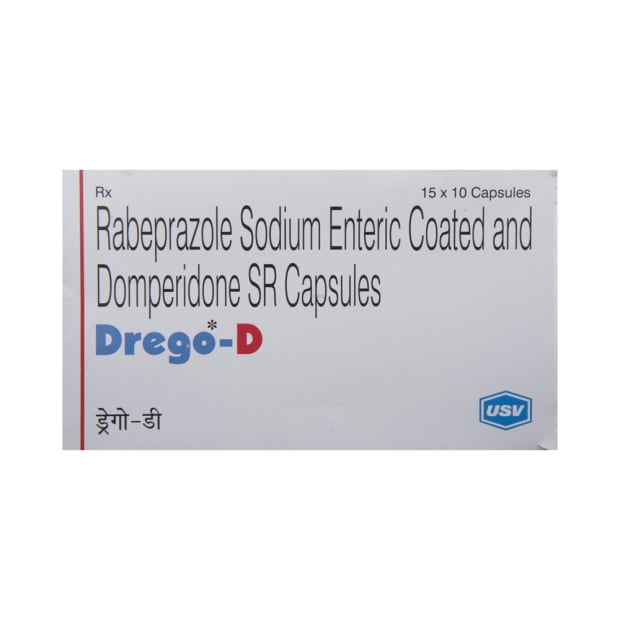 Rx
15 x 10 Capsules
Rabeprazole Sodium Enteric Coated and
Domperidone SR Capsules
Drego*-D
ड्रेगो-डी
USV